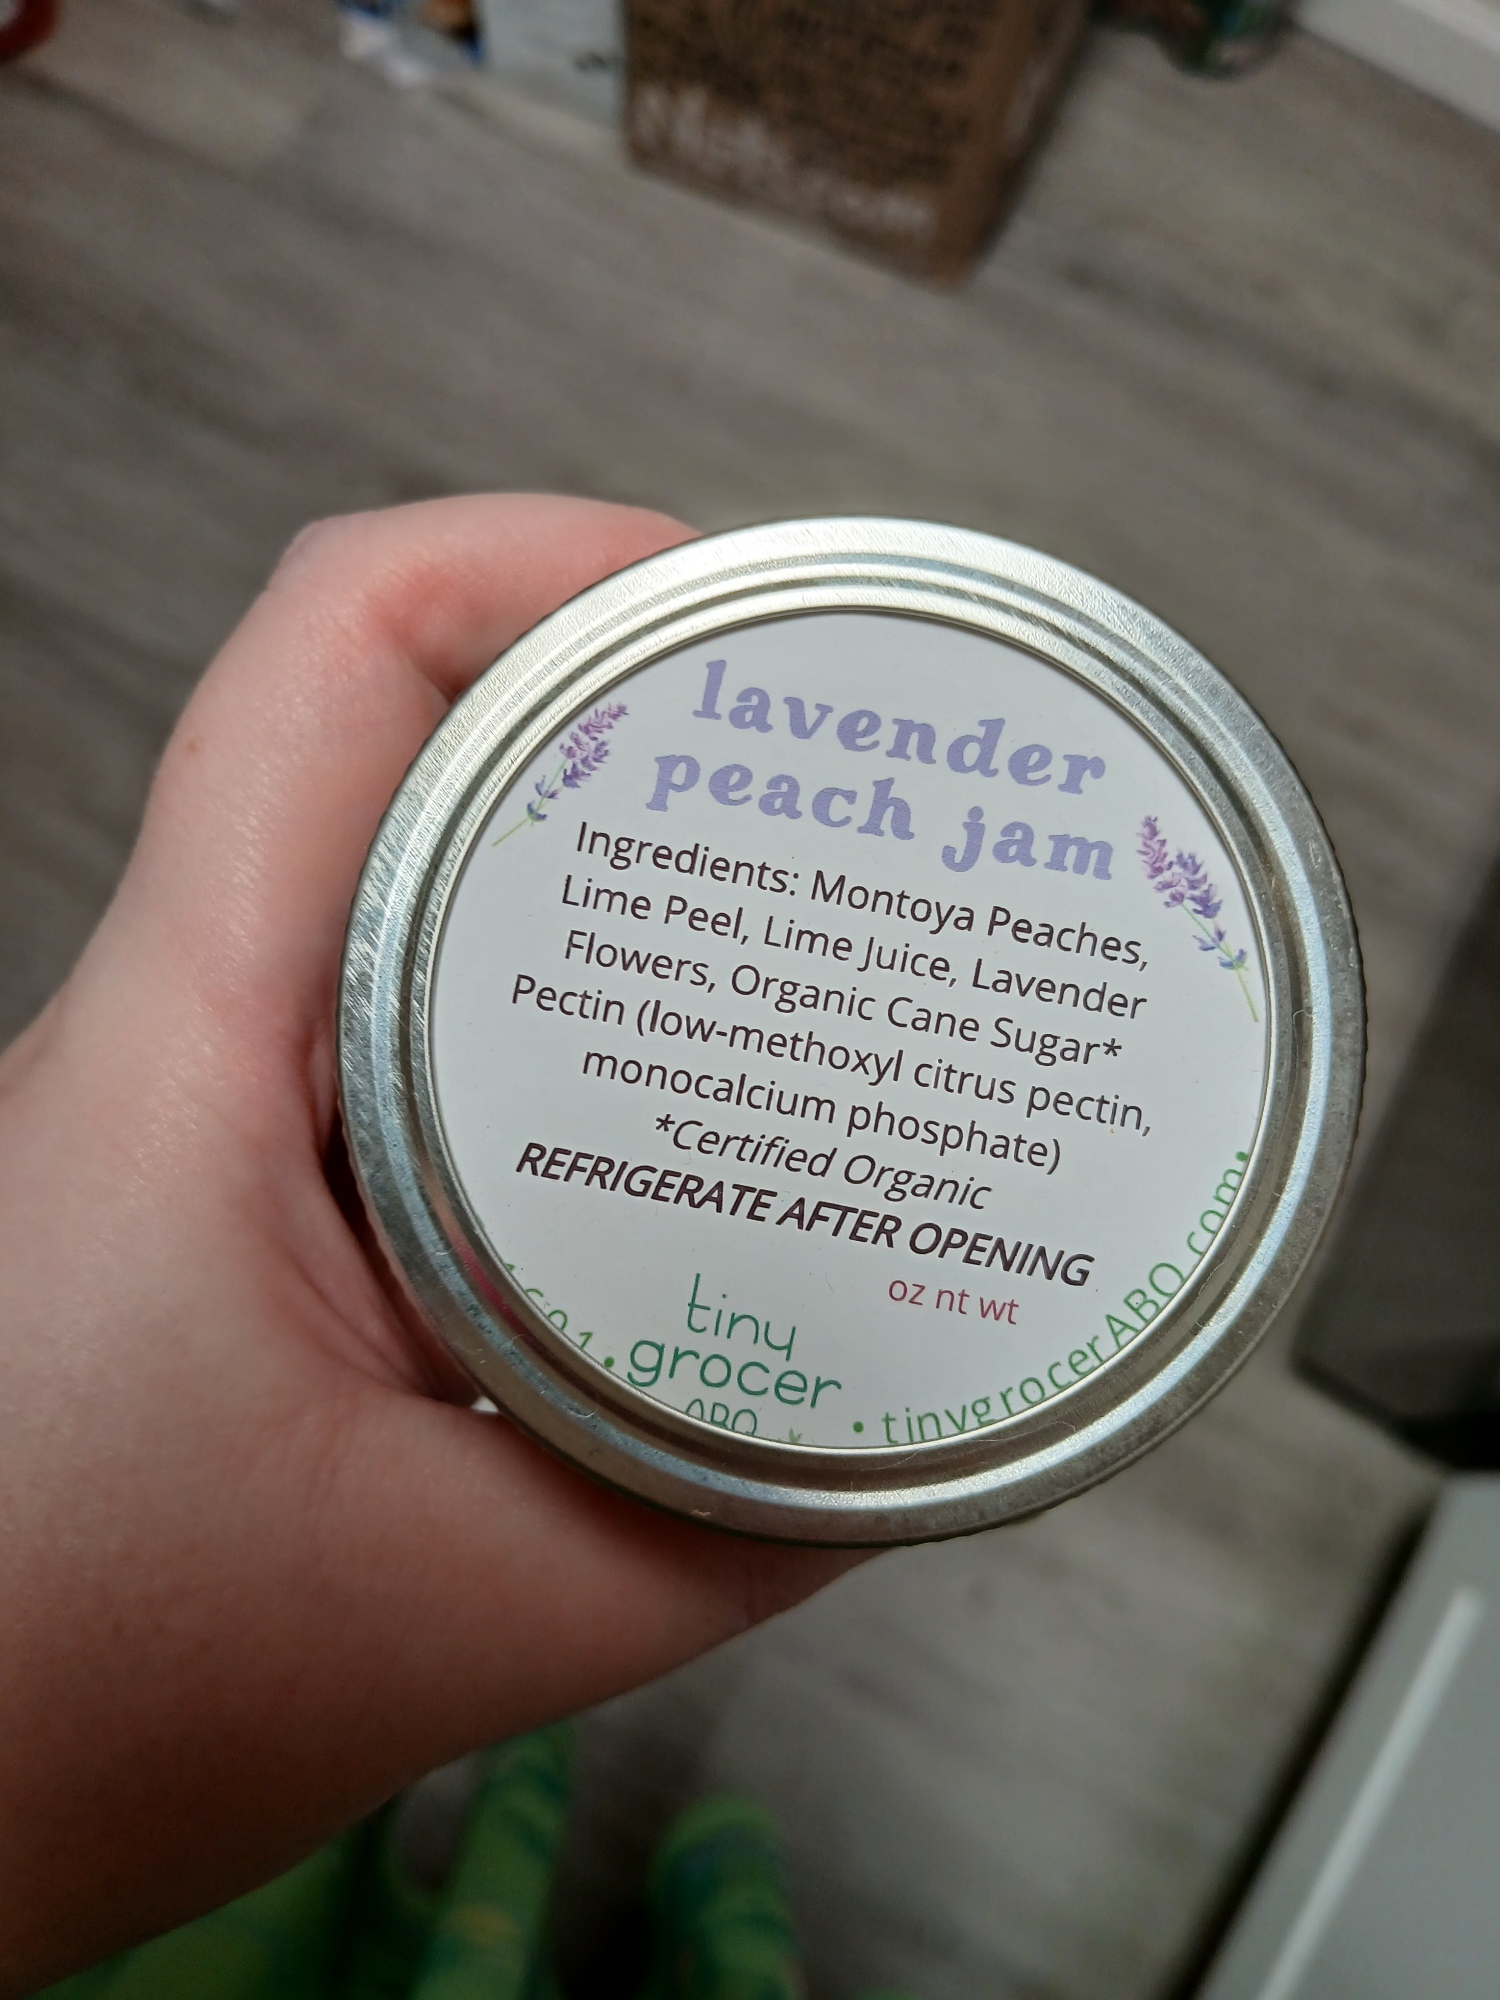 lavender
peach jam
Ingredients: Montoya Peaches,
Lime Peel, Lime Juice, Lavender
Flowers, Organic Cane Sugar*
Pectin (low-methoxyl citrus pectin,
monocalcium phosphate)
*Certified Organic
REFRIGERATE AFTER OPENING
oz nt wt
tiny
grocer
ABQ
• tinygrocerABQ.com•